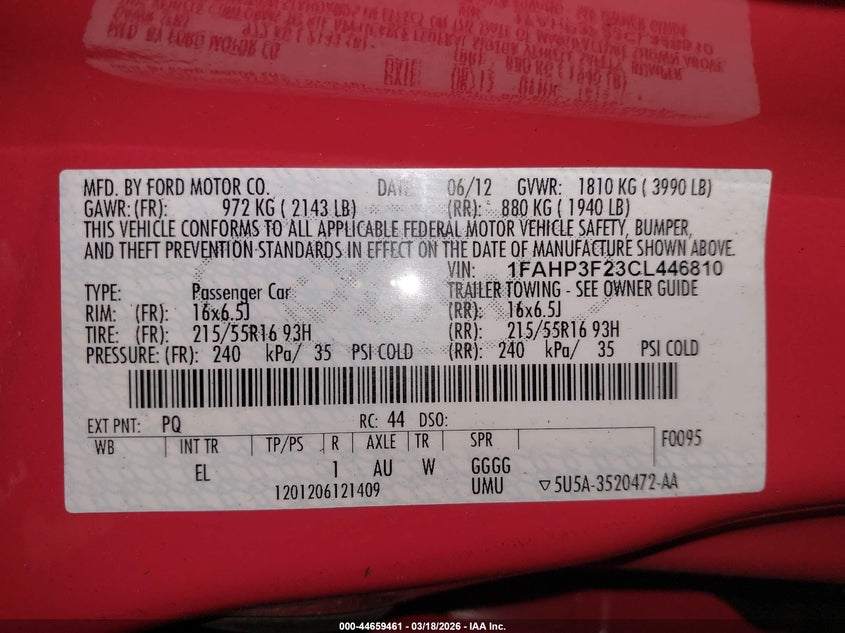 MFD. BY FORD MOTOR CO. DATE: 06/12 GVWR: 1810 KG ( 3990 LB)
GAWR: (FR): 972 KG ( 2143 LB) (RR): 880 KG ( 1940 LB)
THIS VEHICLE CONFORMS TO ALL APPLICABLE FEDERAL MOTOR VEHICLE SAFETY, BUMPER,
AND THEFT PREVENTION STANDARDS IN EFFECT ON THE DATE OF MANUFACTURE SHOWN ABOVE.
VIN: 1FAHP3F23CL446810
TYPE: Passenger Car TRAILER TOWING - SEE OWNER GUIDE
RIM: (FR): 16x6.5J (RR): 16x6.5J
TIRE: (FR): 215/55R16 93H (RR): 215/55R16 93H
PRESSURE: (FR): 240 kPa/ 35 PSI COLD (RR): 240 kPa/ 35 PSI COLD
EXT PNT: PQ RC: 44 DSO:
WB INT TR TP/PS R AXLE TR SPR F0095
EL 1 AU W GGGG
1201206121409 UMU ▽5U5A-3520472-AA
000-44659461 | 03/18/2026 - IAA Inc.